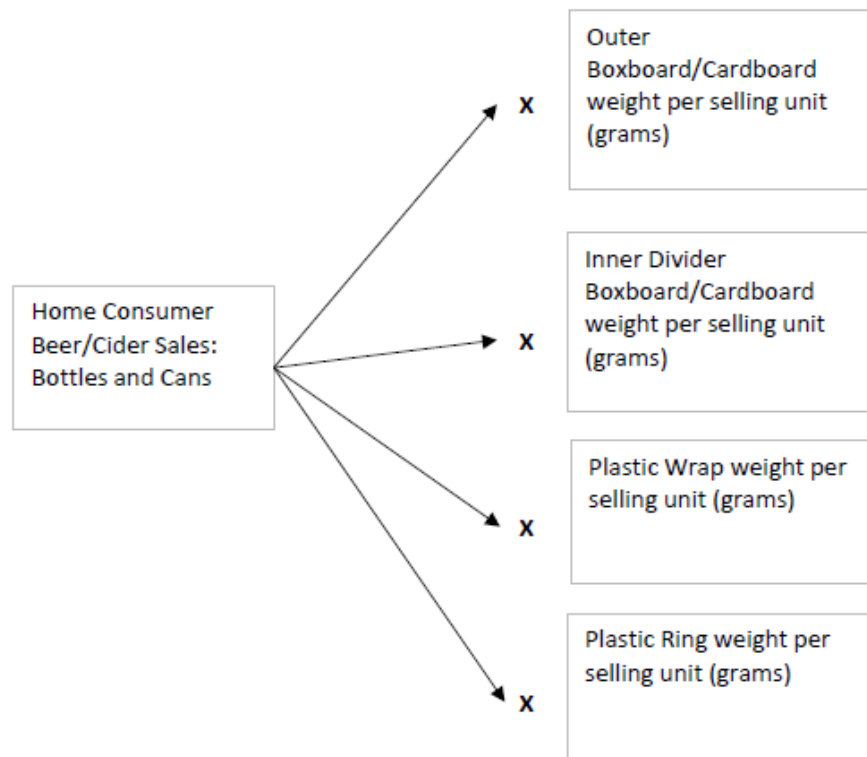 Outer
Boxboard/Cardboard
weight per selling unit
(grams)
X
Inner Divider
Boxboard/Cardboard
weight per selling unit
(grams)
X
Home Consumer
Beer/Cider Sales:
Bottles and Cans
Plastic Wrap weight per
selling unit (grams)
X
Plastic Ring weight per
selling unit (grams)
X